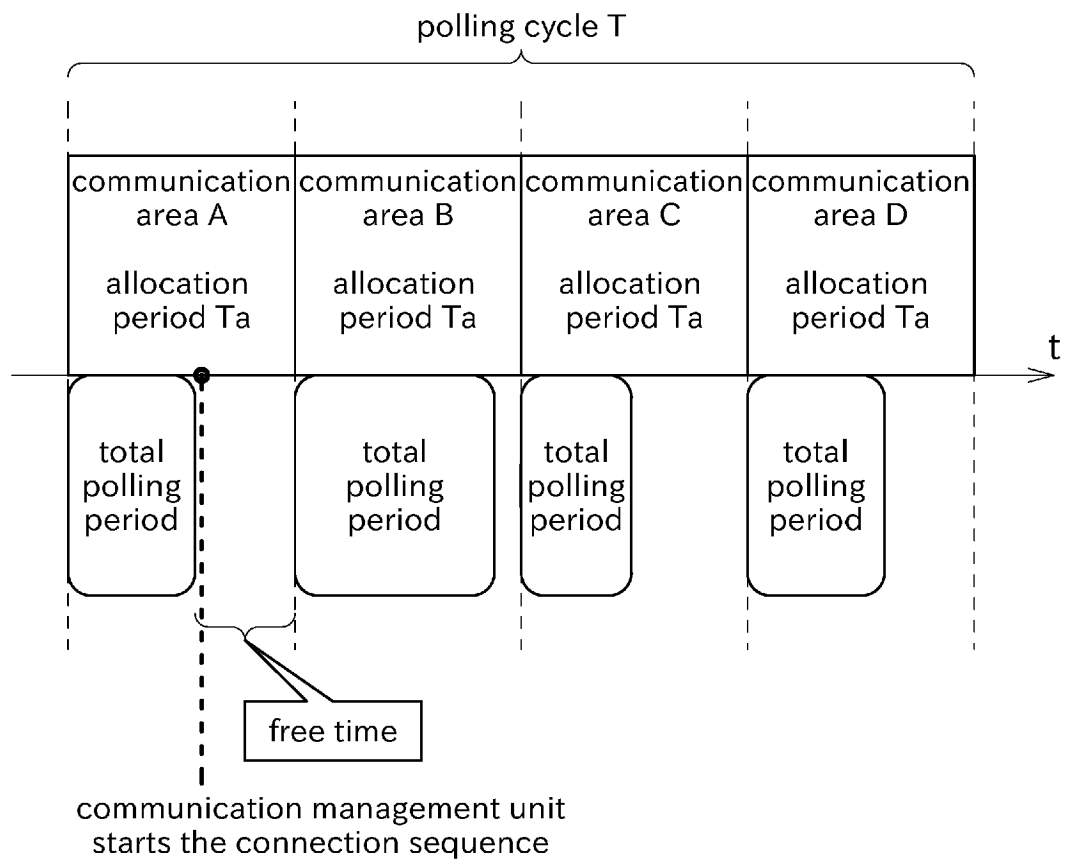 polling cycle T
communication
area A
allocation
period Ta
communication
area B
allocation
period Ta
communication
area C
allocation
period Ta
communication
area D
allocation
period Ta
t
total
polling
period
total
polling
period
total
polling
period
total
polling
period
free time
communication management unit
starts the connection sequence